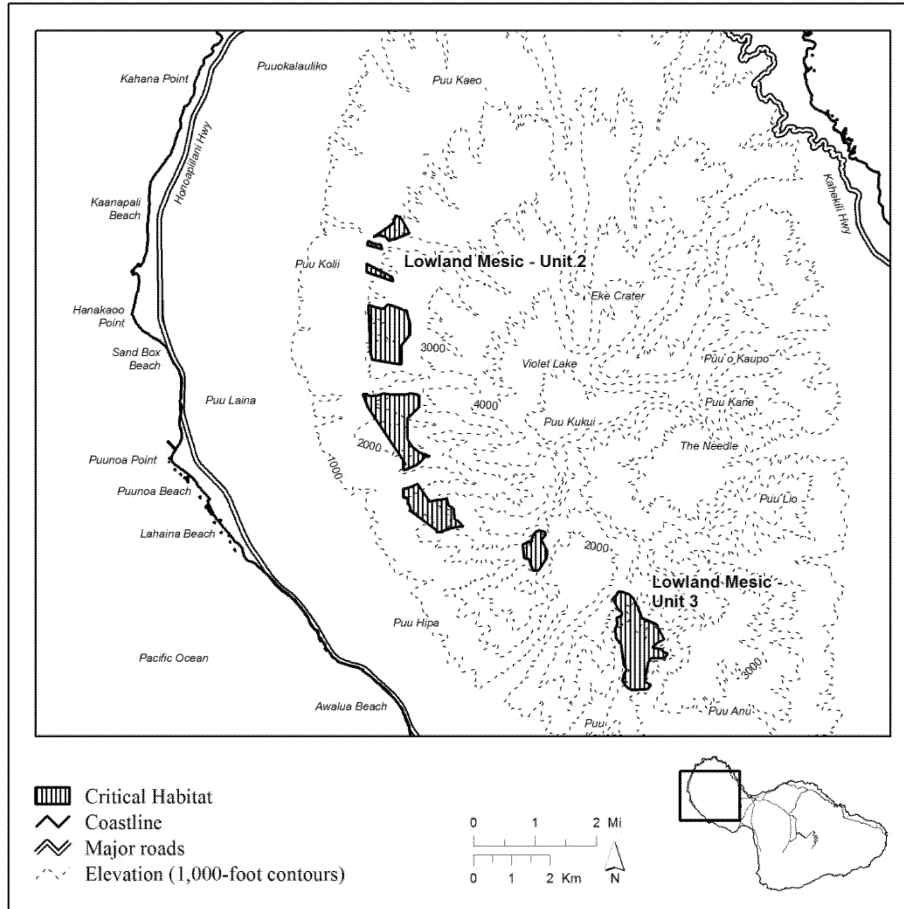 Kahana Point
Puuokalauliko
Puu Kaeo
Honoapiilani Hwy
Kahekili Hwy
Kaanapali
Beach
Puu Kolii
Lowland Mesic - Unit 2
Eke Crater
Hanakaoo
Point
3000
Sand Box
Beach
Violet Lake
Puu o Kaupo
Puu Laina
4000
Puu Kane
Puu Kukui
2000
The Needle
Puunoa Point
1000
Puunoa Beach
Puu Lio
Lahaina Beach
2000
Lowland Mesic -
Unit 3
Puu Hipa
Pacific Ocean
3000
Awalua Beach
Puu
Puu Anu
Critical Habitat
Coastline
Major roads
Elevation (1,000-foot contours)
0 1 2 Mi
0 1 2 Km
N